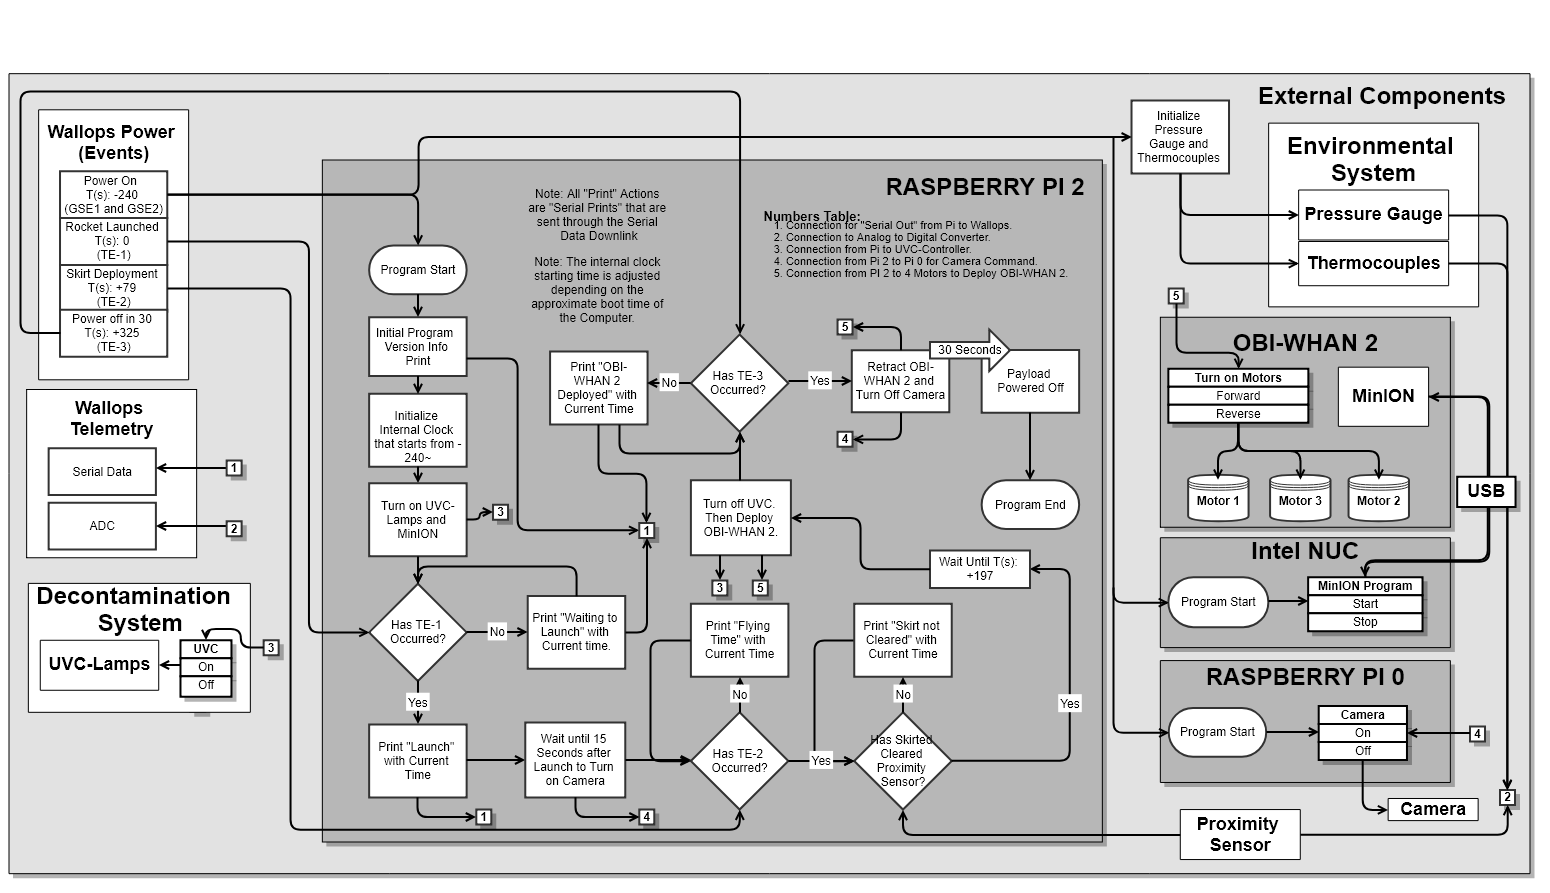 External Components
Wallops Power
(Events)
Power On
T(s): -240
(GSE1 and GSE2)
Rocket Launched
T(s): 0
(TE-1)
Skirt Deployment
T(s): +79
(TE-2)
Power off in 30
T(s): +325
(TE-3)
Wallops
Telemetry
Serial Data
1
ADC
2
Decontamination
System
UVC-Lamps
UVC
On
Off
3
RASPBERRY PI 2
Note: All "Print" Actions
are "Serial Prints" that are
sent through the Serial
Data Downlink
Note: The internal clock
starting time is adjusted
depending on the
approximate boot time of
the Computer.
Numbers Table:
1. Connection for "Serial Out" from Pi to Wallops.
2. Connection to Analog to Digital Converter.
3. Connection from Pi to UVC-Controller.
4. Connection from Pi 2 to Pi 0 for Camera Command.
5. Connection from PI 2 to 4 Motors to Deploy OBI-WHAN 2.
Program Start
Initial Program
Version Info
Print
Initialize
Internal Clock
that starts from -
240~
Turn on UVC-
Lamps and
MinION
3
1
Has TE-1
Occurred?
No
Print "Waiting to
Launch" with
Current time.
Yes
Print "Launch"
with Current
Time
1
Wait until 15
Seconds after
Launch to Turn
on Camera
4
Has TE-2
Occurred?
No
Print "Flying
Time" with
Current Time
Yes
Has Skirted
Cleared
Proximity
Sensor?
No
Print "Skirt not
Cleared" with
Current Time
Yes
Wait Until T(s):
+197
Turn off UVC.
Then Deploy
OBI-WHAN 2.
3
5
Has TE-3
Occurred?
No
Print "OBI-
WHAN 2
Deployed" with
Current Time
Yes
Retract OBI-
WHAN 2 and
Turn Off Camera
5
4
30 Seconds
Payload
Powered Off
Program End
Initialize
Pressure
Gauge and
Thermocouples
Environmental
System
Pressure Gauge
Thermocouples
5
OBI-WHAN 2
Turn on Motors
Forward
Reverse
MinION
Motor 1
Motor 3
Motor 2
USB
Intel NUC
Program Start
MinION Program
Start
Stop
RASPBERRY PI 0
Program Start
Camera
On
Off
4
Camera
2
Proximity
Sensor